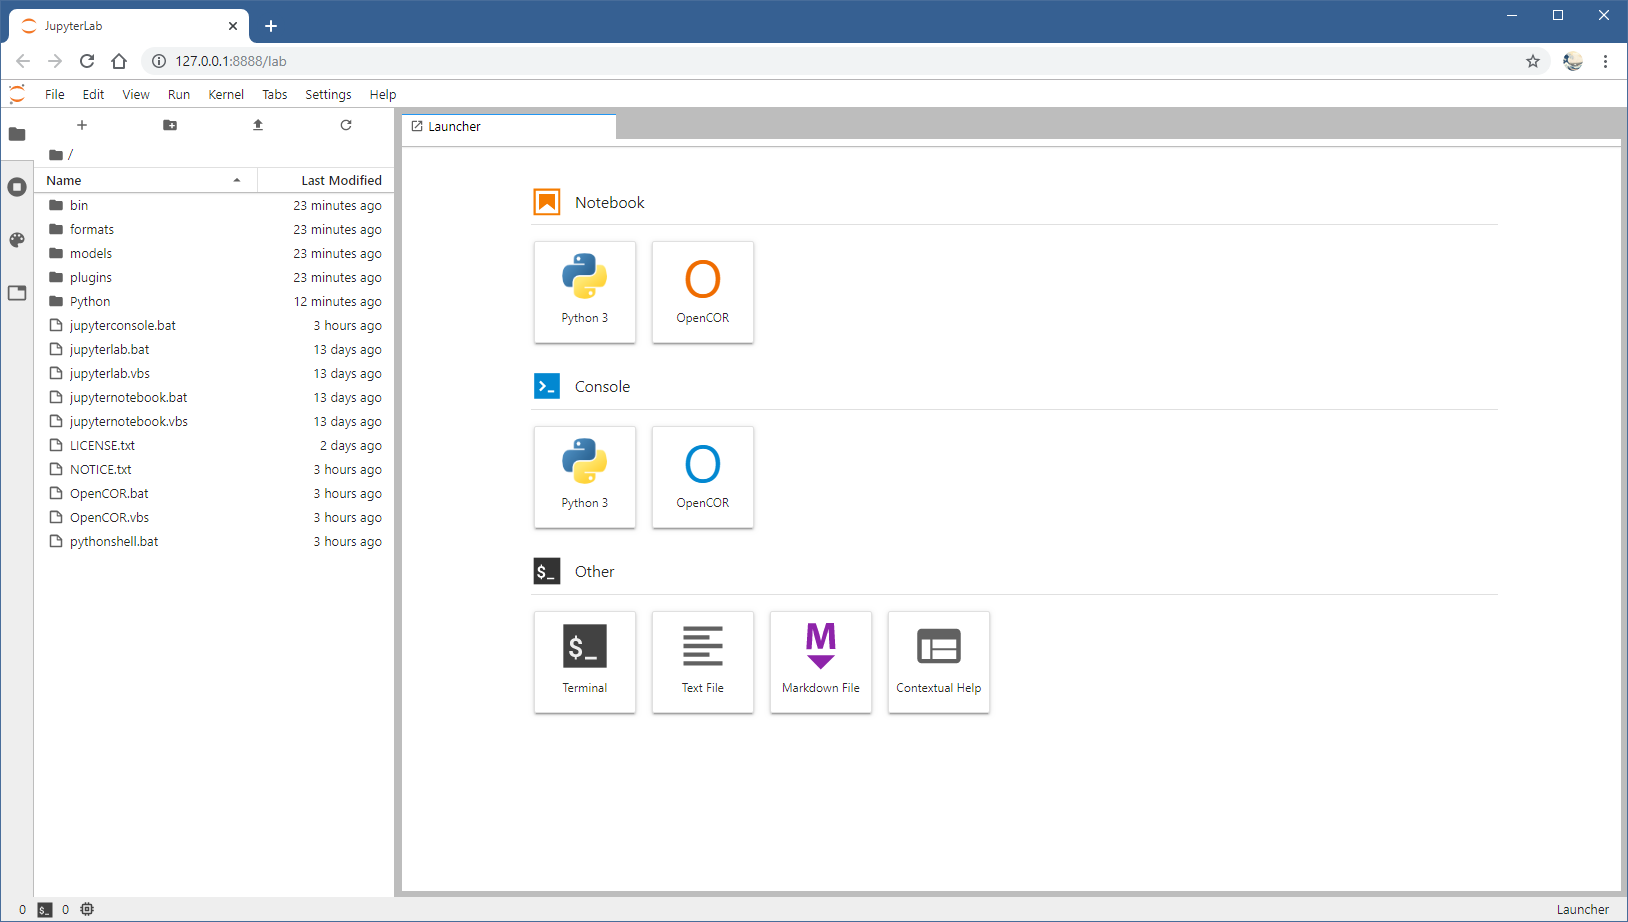 JupyterLab
127.0.0.1:8888/lab
File Edit View Run Kernel Tabs Settings Help
Launcher
/
Name Last Modified
bin 23 minutes ago
formats 23 minutes ago
models 23 minutes ago
plugins 23 minutes ago
Python 12 minutes ago
jupyterconsole.bat 3 hours ago
jupyterlab.bat 13 days ago
jupyterlab.vbs 13 days ago
jupyternotebook.bat 13 days ago
jupyternotebook.vbs 13 days ago
LICENSE.txt 2 days ago
NOTICE.txt 3 hours ago
OpenCOR.bat 3 hours ago
OpenCOR.vbs 3 hours ago
pythonshell.bat 3 hours ago
Notebook
Python 3 O OpenCOR
Console
Python 3 O OpenCOR
$_ Other
$_ M
Terminal Text File Markdown File Contextual Help
0 $_ 0 Launcher